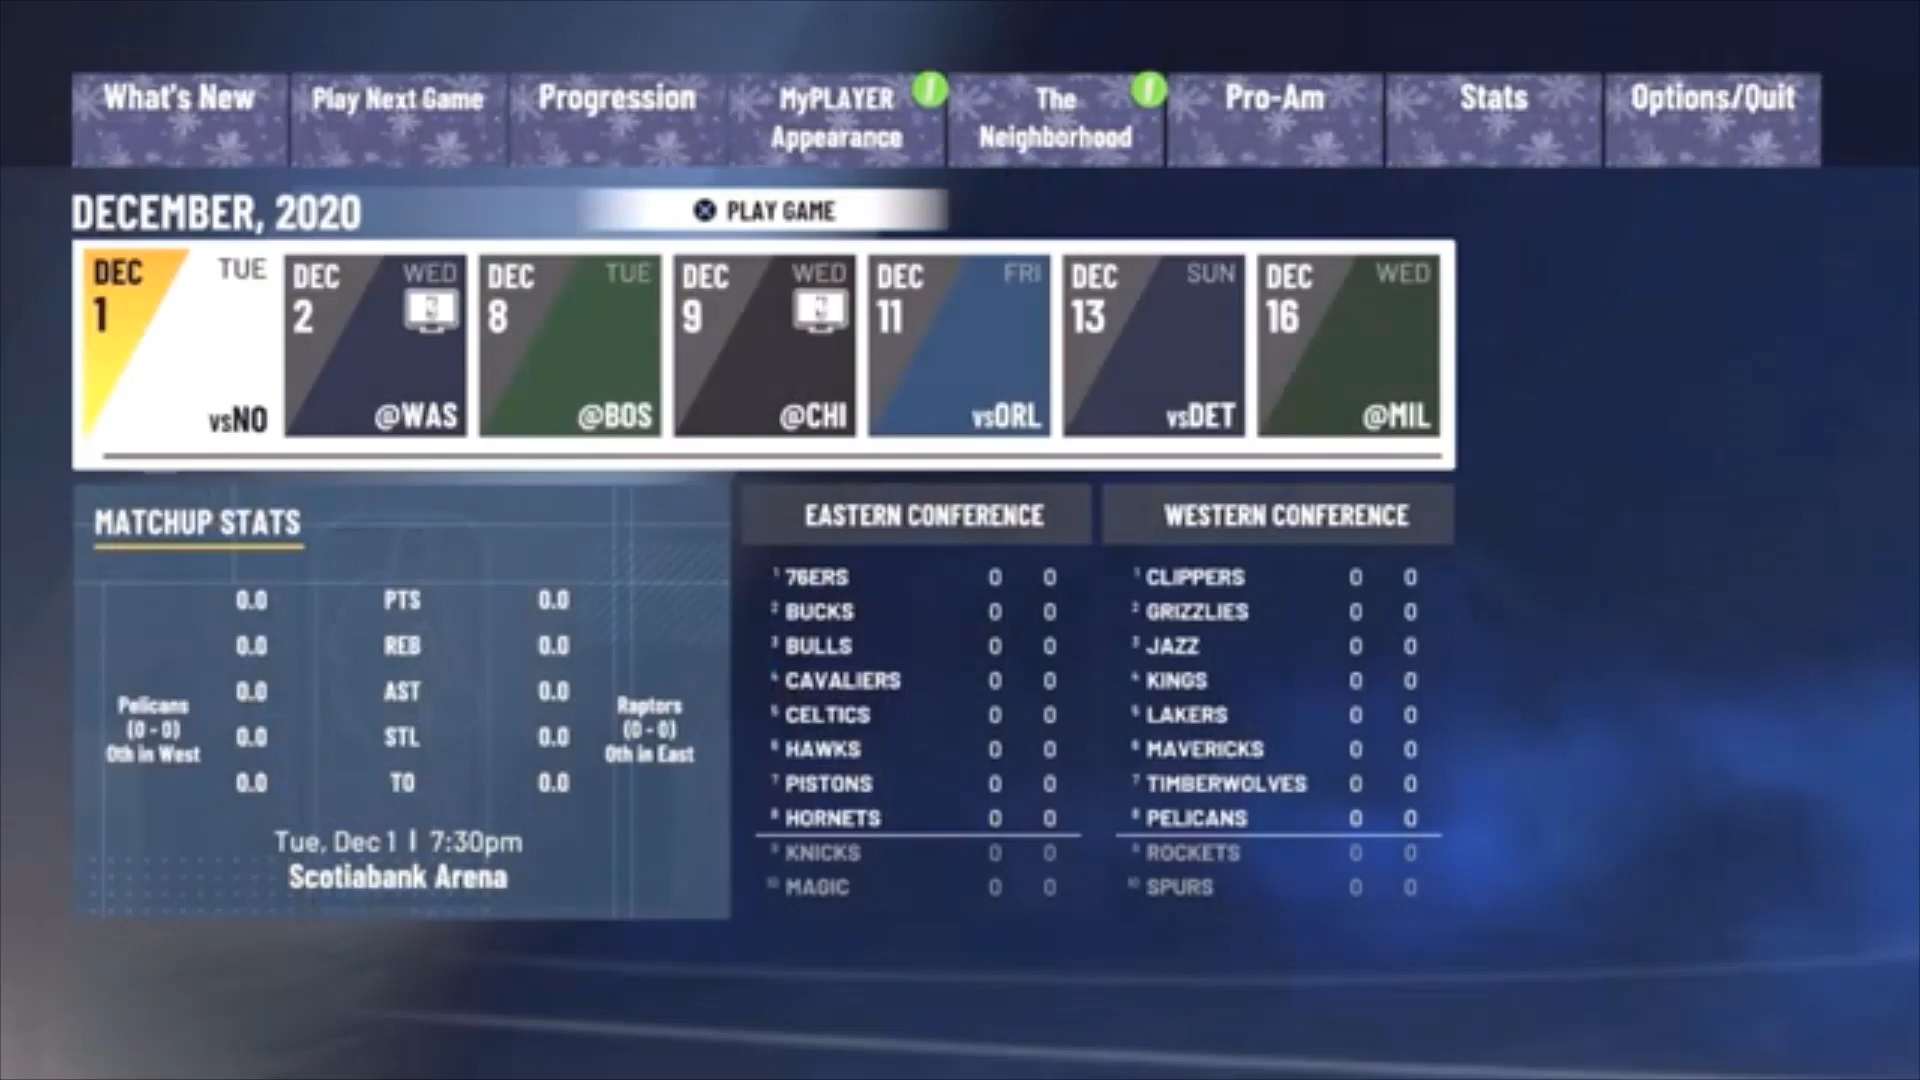 What's New
Play Next Game
Progression
MyPLAYER
Appearance
The
Neighborhood
Pro-Am
Stats
Options/Quit
DECEMBER, 2020
PLAY GAME
DEC 1 TUE vsNO
DEC 2 WED @WAS
DEC 8 TUE @BOS
DEC 9 WED @CHI
DEC 11 FRI vsORL
DEC 13 SUN vsDET
DEC 16 WED @MIL
MATCHUP STATS
0.0 PTS 0.0
0.0 REB 0.0
0.0 AST 0.0
0.0 STL 0.0
0.0 TO 0.0
Pelicans
(0 - 0)
0th in West
Raptors
(0 - 0)
0th in East
Tue, Dec 1 | 7:30pm
Scotiabank Arena
EASTERN CONFERENCE
1 76ERS 0 0
2 BUCKS 0 0
3 BULLS 0 0
4 CAVALIERS 0 0
5 CELTICS 0 0
6 HAWKS 0 0
7 PISTONS 0 0
8 HORNETS 0 0
9 KNICKS 0 0
10 MAGIC 0 0
WESTERN CONFERENCE
1 CLIPPERS 0 0
2 GRIZZLIES 0 0
3 JAZZ 0 0
4 KINGS 0 0
5 LAKERS 0 0
6 MAVERICKS 0 0
7 TIMBERWOLVES 0 0
8 PELICANS 0 0
9 ROCKETS 0 0
10 SPURS 0 0